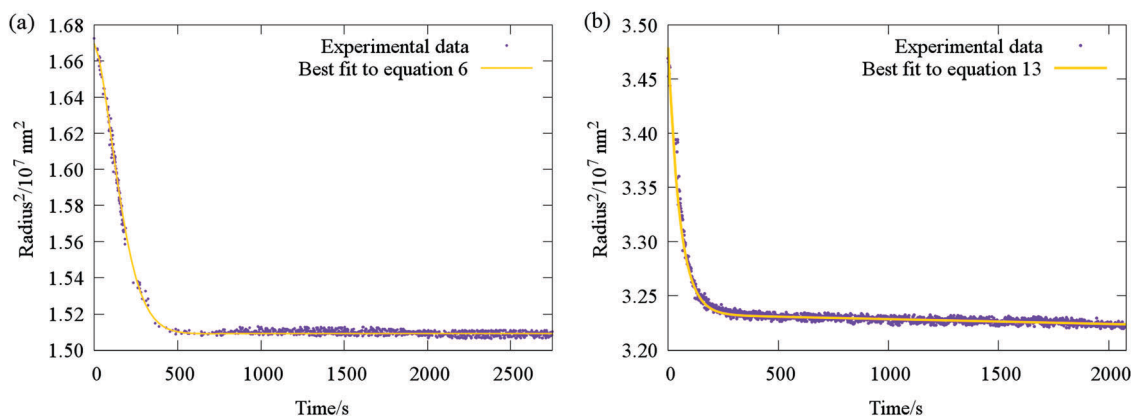 (a)
1.68
1.66
1.64
1.62
1.60
1.58
1.56
1.54
1.52
1.50
Radius²/10⁷ nm²
Experimental data
Best fit to equation 6
0
500
1000
1500
2000
2500
Time/s
(b)
3.50
3.45
3.40
3.35
3.30
3.25
3.20
Radius²/10⁷ nm²
Experimental data
Best fit to equation 13
0
500
1000
1500
2000
Time/s